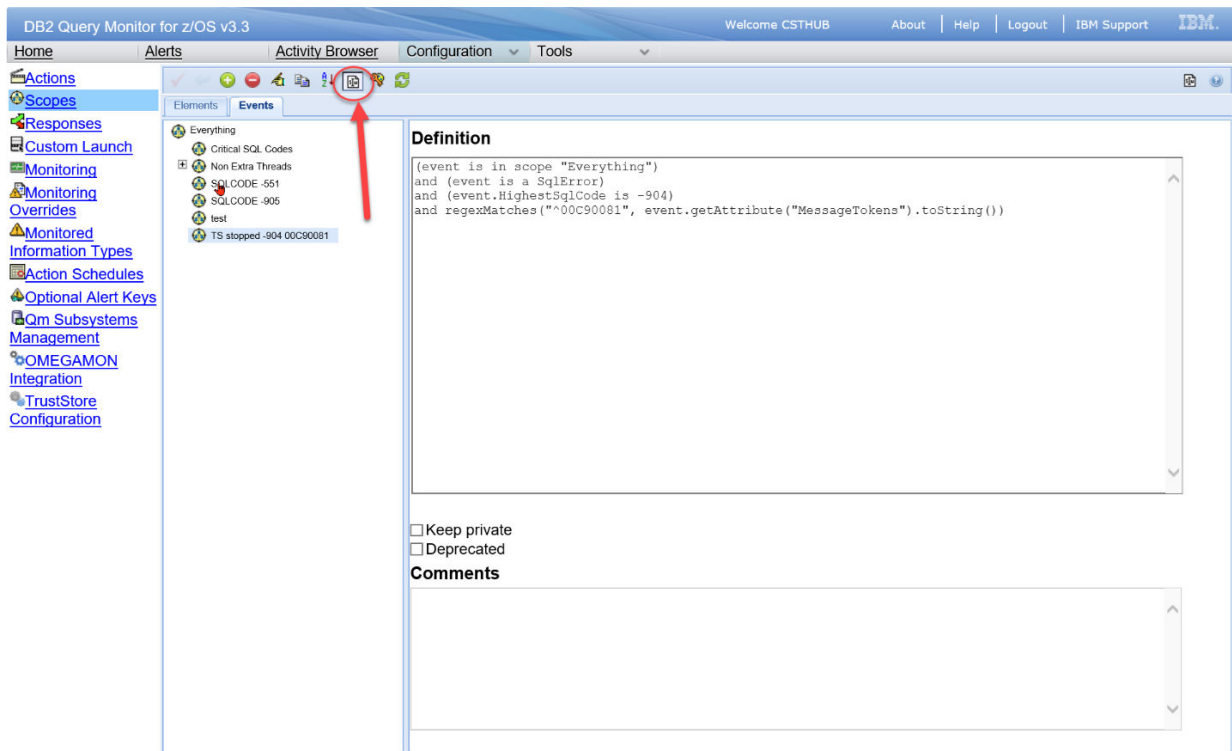 DB2 Query Monitor for z/OS v3.3
Welcome CSTHUB
About
Help
Logout
IBM Support
IBM.
Home
Alerts
Activity Browser
Configuration
Tools
Actions
Scopes
Responses
Custom Launch
Monitoring
Monitoring
Overrides
Monitored
Information Types
Action Schedules
Optional Alert Keys
Qm Subsystems
Management
OMEGAMON
Integration
TrustStore
Configuration
Elements
Events
Everything
Critical SQL Codes
Non Extra Threads
SQLCODE -551
SQLCODE -905
test
TS stopped -904 00C90081
Definition
(event is in scope "Everything")
and (event is a SqlError)
and (event.HighestSqlCode is -904)
and regexMatches("^00C90081", event.getAttribute("MessageTokens").toString())
Keep private
Deprecated
Comments